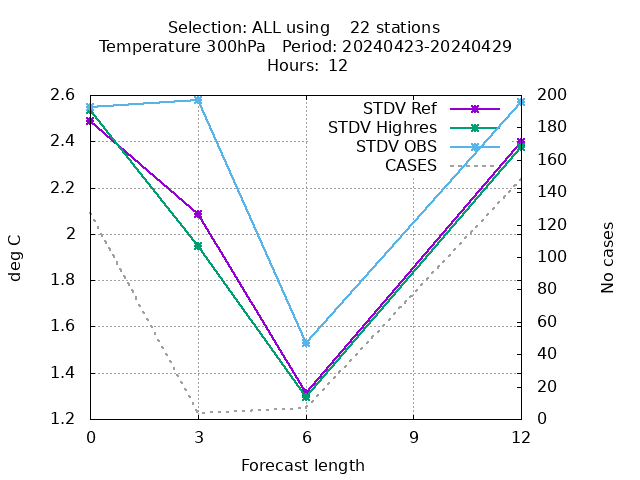 Selection: ALL using    22 stations
Temperature 300hPa   Period: 20240423-20240429
Hours:  12
STDV Ref
STDV Highres
STDV OBS
CASES
2.6
2.4
2.2
2
1.8
1.6
1.4
1.2
200
180
160
140
120
100
80
60
40
20
0
deg C
No cases
0
3
6
9
12
Forecast length